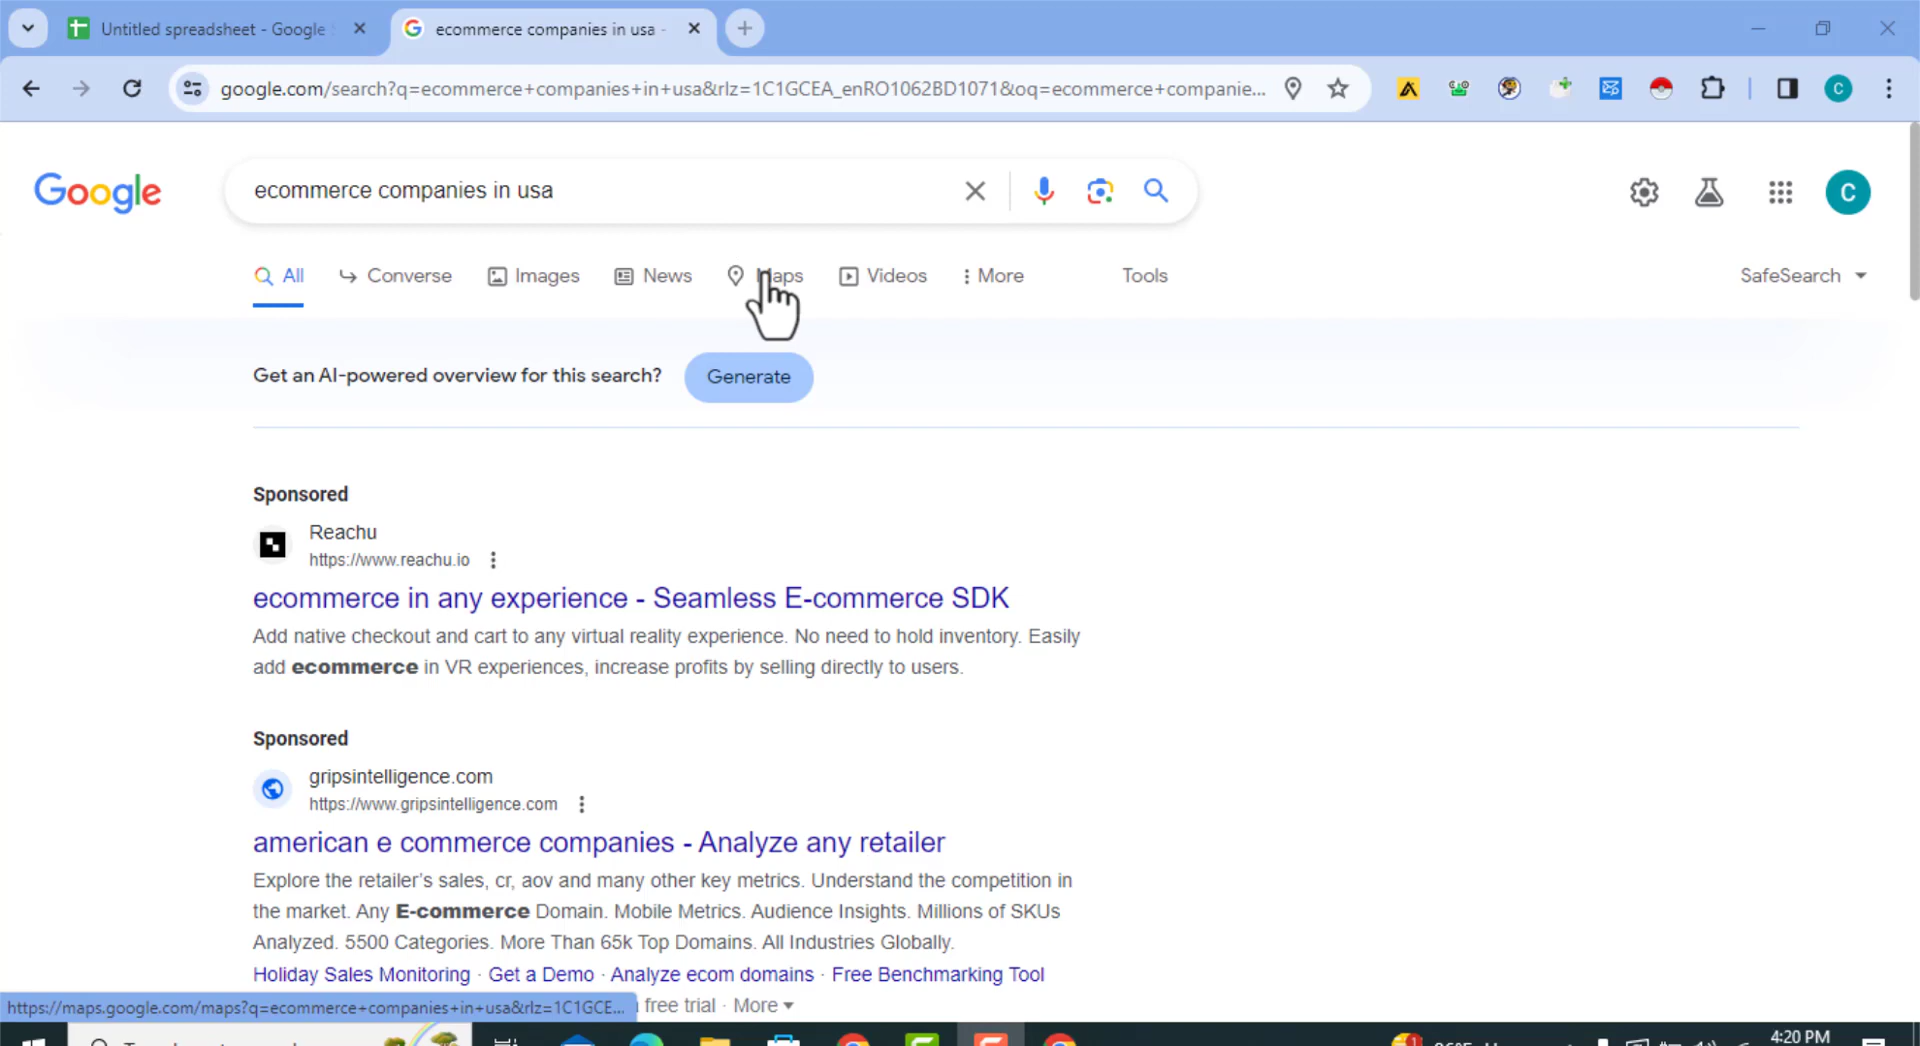 Untitled spreadsheet - Google
ecommerce companies in usa -
google.com/search?q=ecommerce+companies+in+usa&rlz=1C1GCEA_enRO1062BD1071&oq=ecommerce+companie...
C
Google
ecommerce companies in usa
C
All
Converse
Images
News
Maps
Videos
More
Tools
SafeSearch
Get an AI-powered overview for this search?
Generate
Sponsored
Reachu
https://www.reachu.io
ecommerce in any experience - Seamless E-commerce SDK
Add native checkout and cart to any virtual reality experience. No need to hold inventory. Easily
add ecommerce in VR experiences, increase profits by selling directly to users.
Sponsored
gripsintelligence.com
https://www.gripsintelligence.com
american e commerce companies - Analyze any retailer
Explore the retailer's sales, cr, aov and many other key metrics. Understand the competition in
the market. Any E-commerce Domain. Mobile Metrics. Audience Insights. Millions of SKUs
Analyzed. 5500 Categories. More Than 65k Top Domains. All Industries Globally.
Holiday Sales Monitoring · Get a Demo · Analyze ecom domains · Free Benchmarking Tool
https://maps.google.com/maps?q=ecommerce+companies+in+usa&rlz=1C1GCE...
free trial · More
4:20 PM